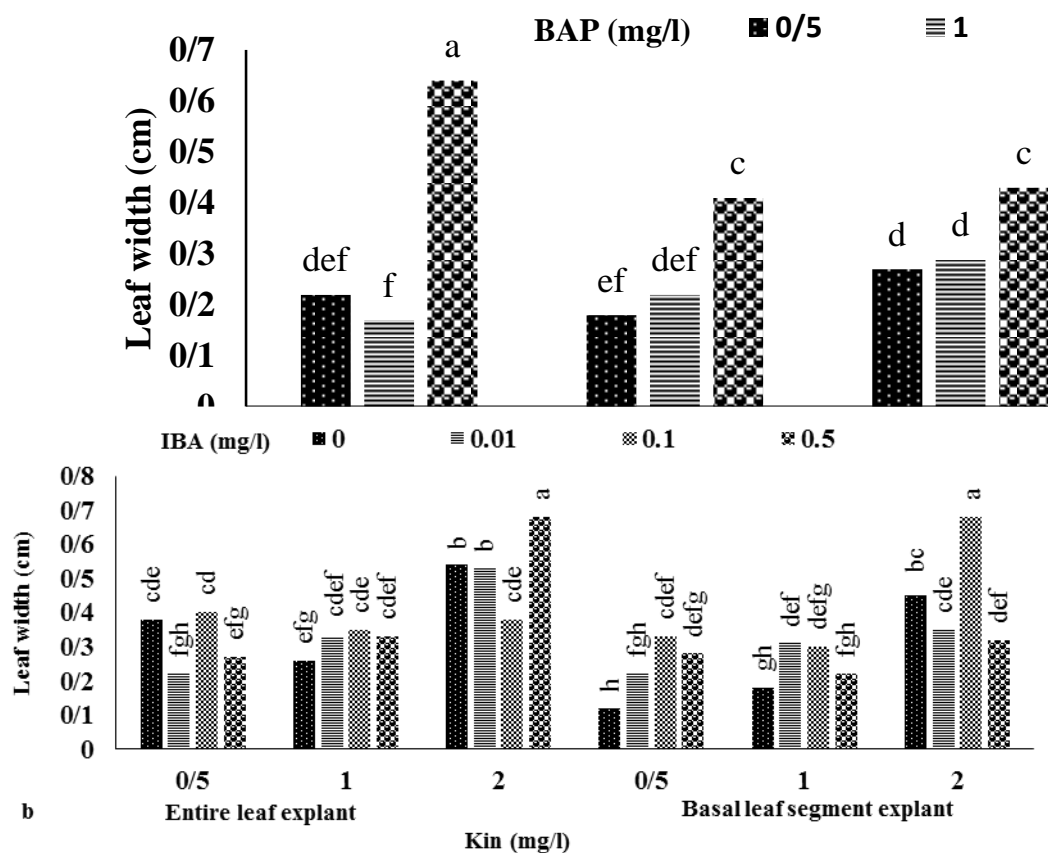 BAP (mg/l) 0/5 1
Leaf width (cm)
0/7
0/6
0/5
0/4
0/3
0/2
0/1
0
def f a ef def c d d c
IBA (mg/l) 0 0.01 0.1 0.5
Leaf width (cm)
0/8
0/7
0/6
0/5
0/4
0/3
0/2
0/1
0
cde fgh cd efg efg cdef cde cdef b b cde a h fgh cdef defg gh def defg fgh bc cde a def
0/5 1 2 0/5 1 2
b Entire leaf explant Basal leaf segment explant
Kin (mg/l)